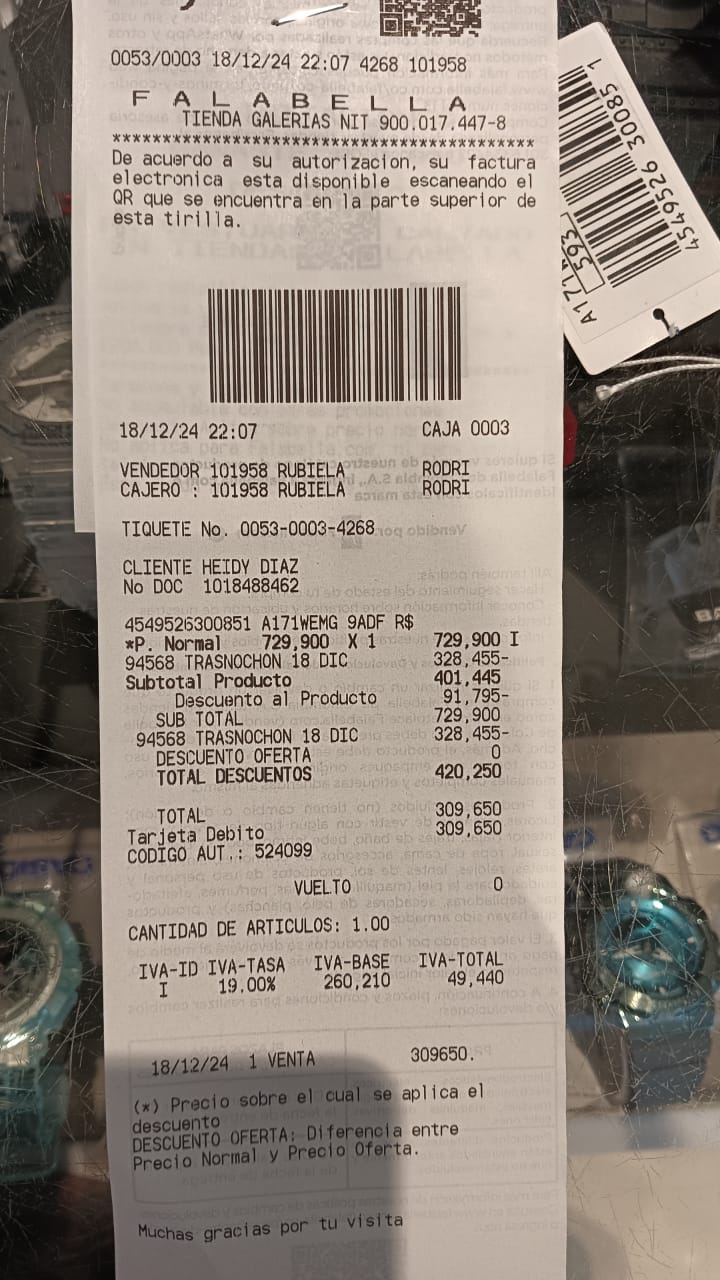 0053/0003 18/12/24 22:07 4268 101958
F A L A B E L L A
TIENDA GALERIAS NIT 900.017.447-8
********************************************
De acuerdo a su autorizacion, su factura
electronica esta disponible escaneando el
QR que se encuentra en la parte superior de
esta tirilla.
4549526 30085 1
A171W
593
18/12/24 22:07 CAJA 0003
VENDEDOR 101958 RUBIELA RODRI
CAJERO : 101958 RUBIELA RODRI
TIQUETE No. 0053-0003-4268
CLIENTE HEIDY DIAZ
No DOC 1018488462
4549526300851 A171WEMG 9ADF R$
*P. Normal 729,900 X 1 729,900 I
94568 TRASNOCHON 18 DIC 328,455-
Subtotal Producto 401,445
Descuento al Producto 91,795-
SUB TOTAL 729,900
94568 TRASNOCHON 18 DIC 328,455-
DESCUENTO OFERTA 0
TOTAL DESCUENTOS 420,250
TOTAL 309,650
Tarjeta Debito 309,650
CODIGO AUT.: 524099
VUELTO 0
CANTIDAD DE ARTICULOS: 1.00
IVA-ID IVA-TASA IVA-BASE IVA-TOTAL
I 19.00% 260,210 49,440
18/12/24 1 VENTA 309650.
(*) Precio sobre el cual se aplica el
descuento
DESCUENTO OFERTA: Diferencia entre
Precio Normal y Precio Oferta.
Muchas gracias por tu visita